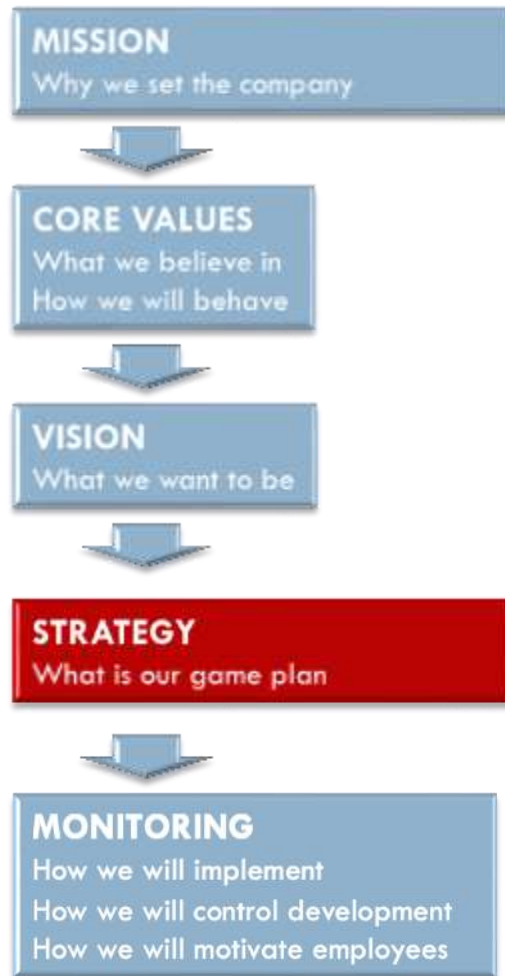 MISSION
Why we set the company
CORE VALUES
What we believe in
How we will behave
VISION
What we want to be
STRATEGY
What is our game plan
MONITORING
How we will implement
How we will control development
How we will motivate employees